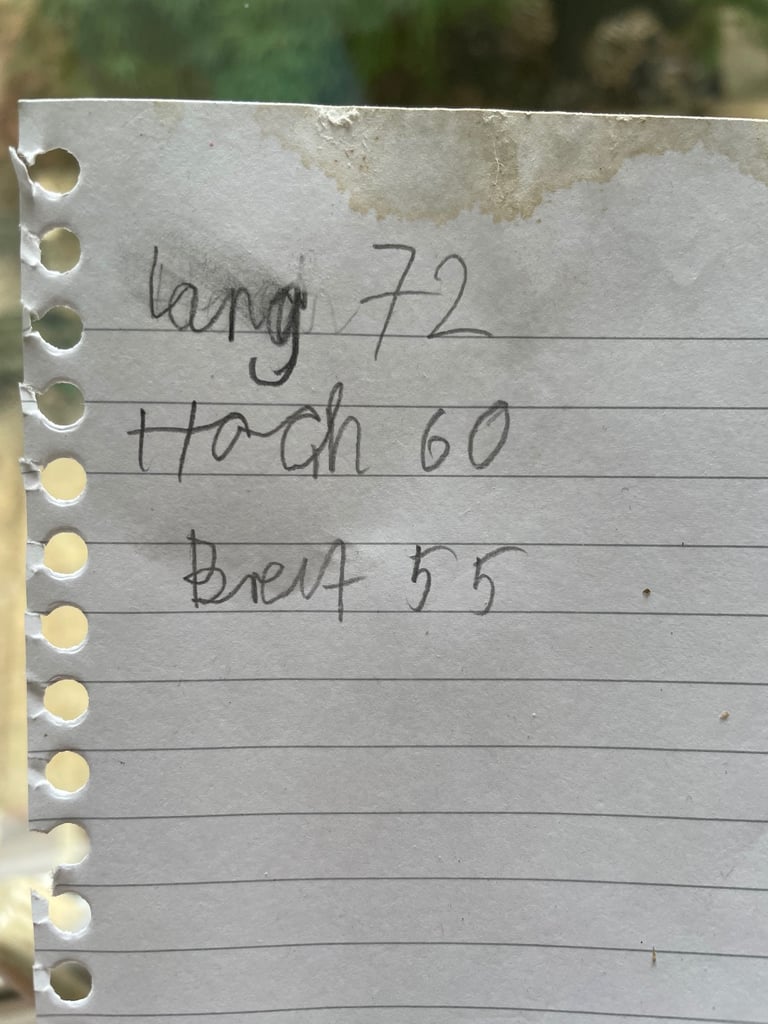 lang 72
Hoch 60
Breit 55